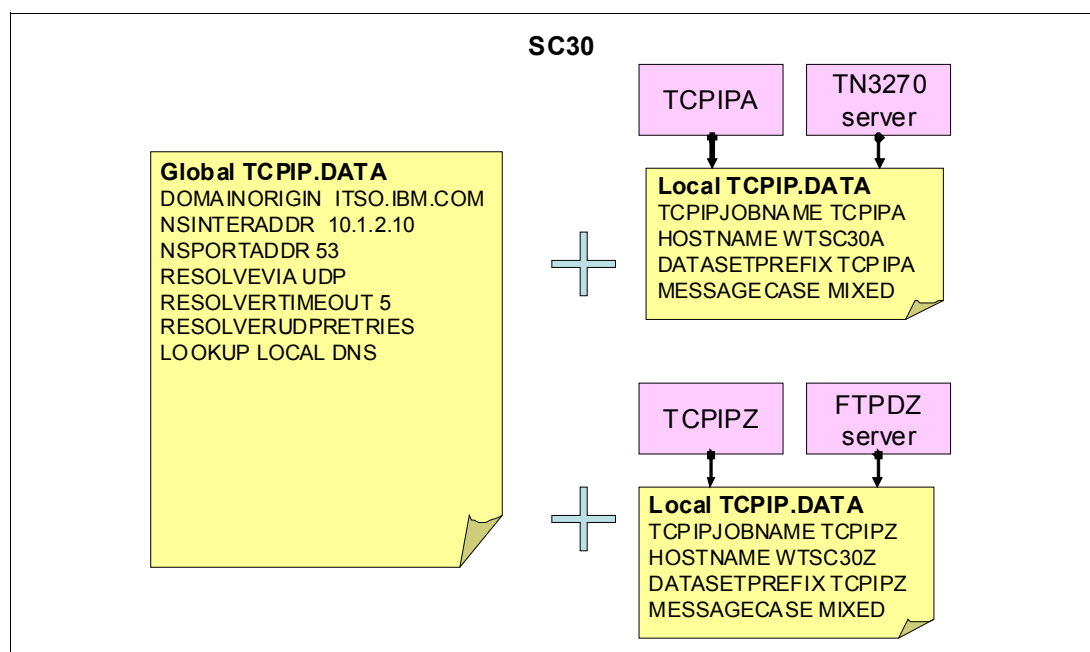 SC30
Global TCPIP.DATA
DOMAINORIGIN ITSO.IBM.COM
NSINTERADDR 10.1.2.10
NSPORTADDR 53
RESOLVEVIA UDP
RESOLVERTIMEOUT 5
RESOLVERUDPRETRIES
LOOKUP LOCAL DNS
TCPIPA
TN3270
server
Local TCPIP.DATA
TCPIPJOBNAME TCPIPA
HOSTNAME WTSC30A
DATASETPREFIX TCPIPA
MESSAGECASE MIXED
TCPIPZ
FTPDZ
server
Local TCPIP.DATA
TCPIPJOBNAME TCPIPZ
HOSTNAME WTSC30Z
DATASETPREFIX TCPIPZ
MESSAGECASE MIXED